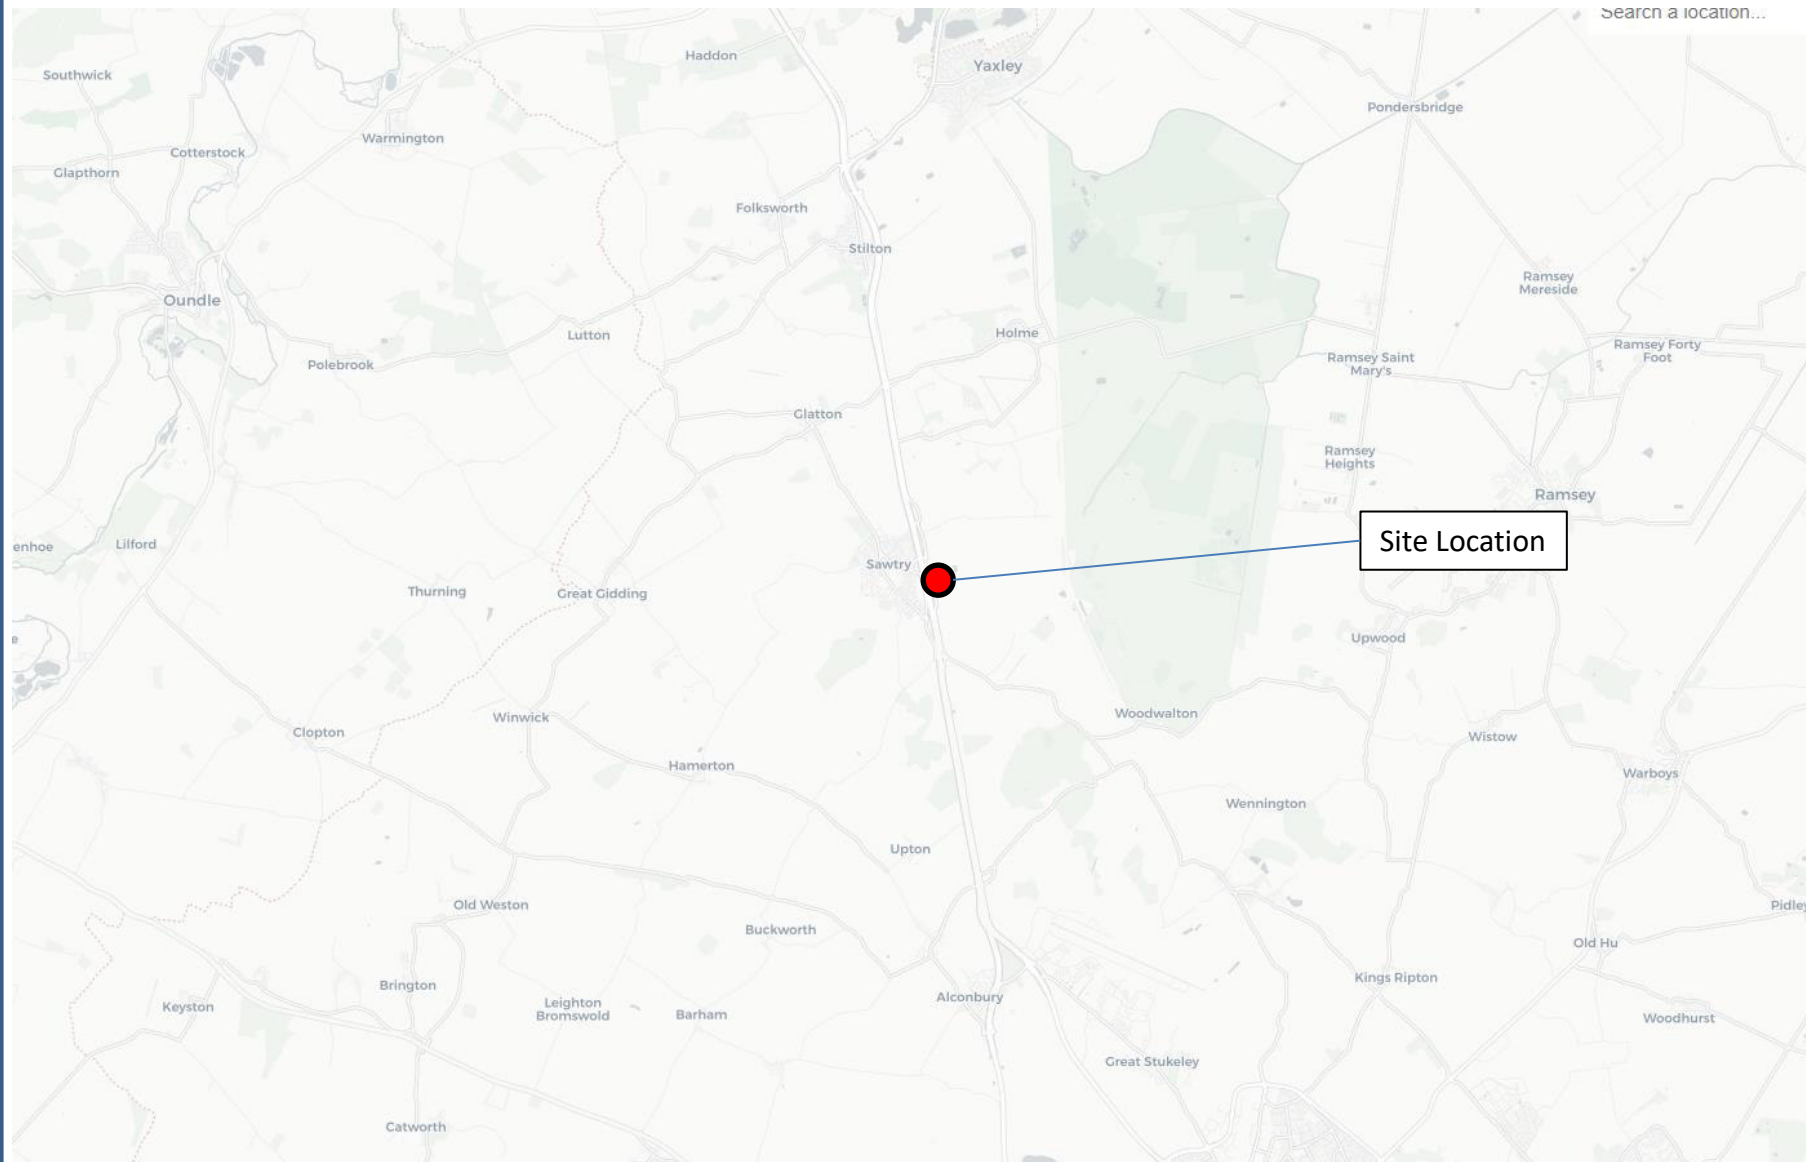 Search a location...
Haddon
Yaxley
Southwick
Pondersbridge
Warmington
Cotterstock
Glapthorn
Folksworth
Stilton
Ramsey
Mereside
Oundle
Lutton
Holme
Ramsey Forty
Foot
Polebrook
Ramsey Saint
Mary's
Glatton
Ramsey
Heights
Ramsey
Site Location
enhoe
Lilford
Sawtry
Thurning
Great Gidding
e
Upwood
Woodwalton
Winwick
Clopton
Wistow
Hamerton
Warboys
Wennington
Upton
Old Weston
Pidley
Buckworth
Old Hu
Kings Ripton
Brington
Alconbury
Keyston
Leighton
Bromswold
Barham
Woodhurst
Great Stukeley
Catworth